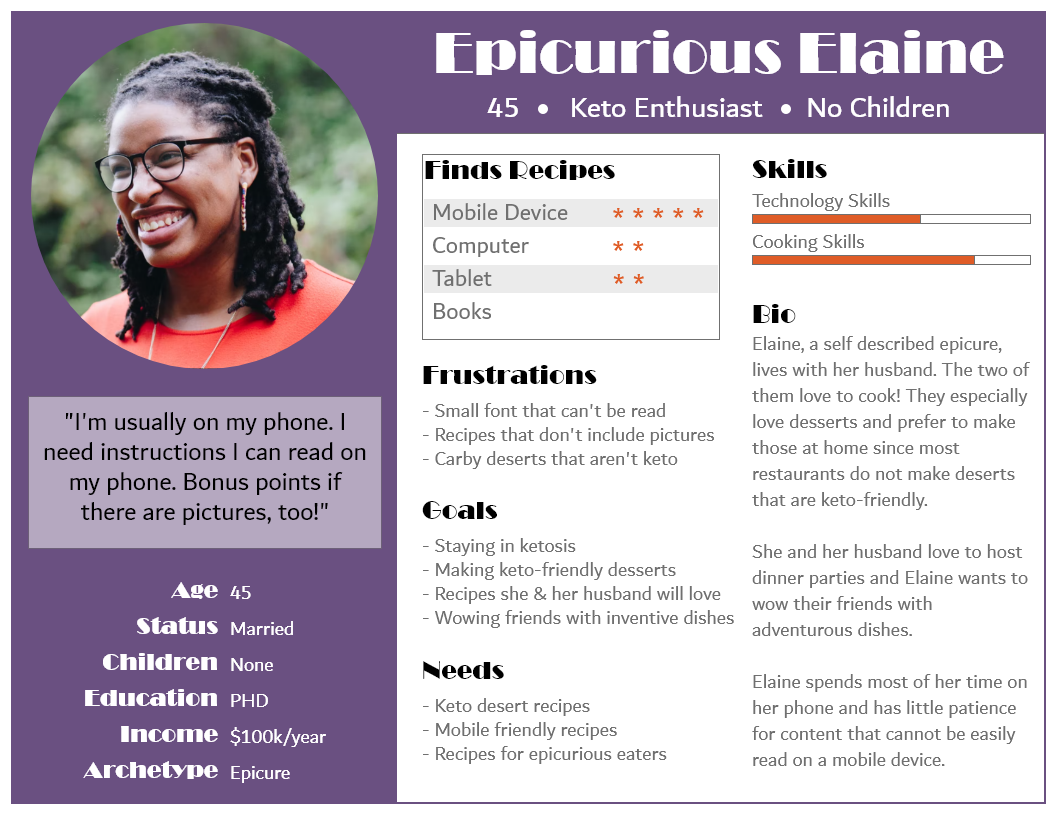 Epicurious Elaine
45 • Keto Enthusiast • No Children
"I'm usually on my phone. I
need instructions I can read on
my phone. Bonus points if
there are pictures, too!"
Age 45
Status Married
Children None
Education PHD
Income $100k/year
Archetype Epicure
Finds Recipes
Mobile Device * * * * *
Computer * *
Tablet * *
Books
Frustrations
- Small font that can't be read
- Recipes that don't include pictures
- Carby deserts that aren't keto
Goals
- Staying in ketosis
- Making keto-friendly desserts
- Recipes she & her husband will love
- Wowing friends with inventive dishes
Needs
- Keto desert recipes
- Mobile friendly recipes
- Recipes for epicurious eaters
Skills
Technology Skills
Cooking Skills
Bio
Elaine, a self described epicure,
lives with her husband. The two of
them love to cook! They especially
love desserts and prefer to make
those at home since most
restaurants do not make deserts
that are keto-friendly.
She and her husband love to host
dinner parties and Elaine wants to
wow their friends with
adventurous dishes.
Elaine spends most of her time on
her phone and has little patience
for content that cannot be easily
read on a mobile device.